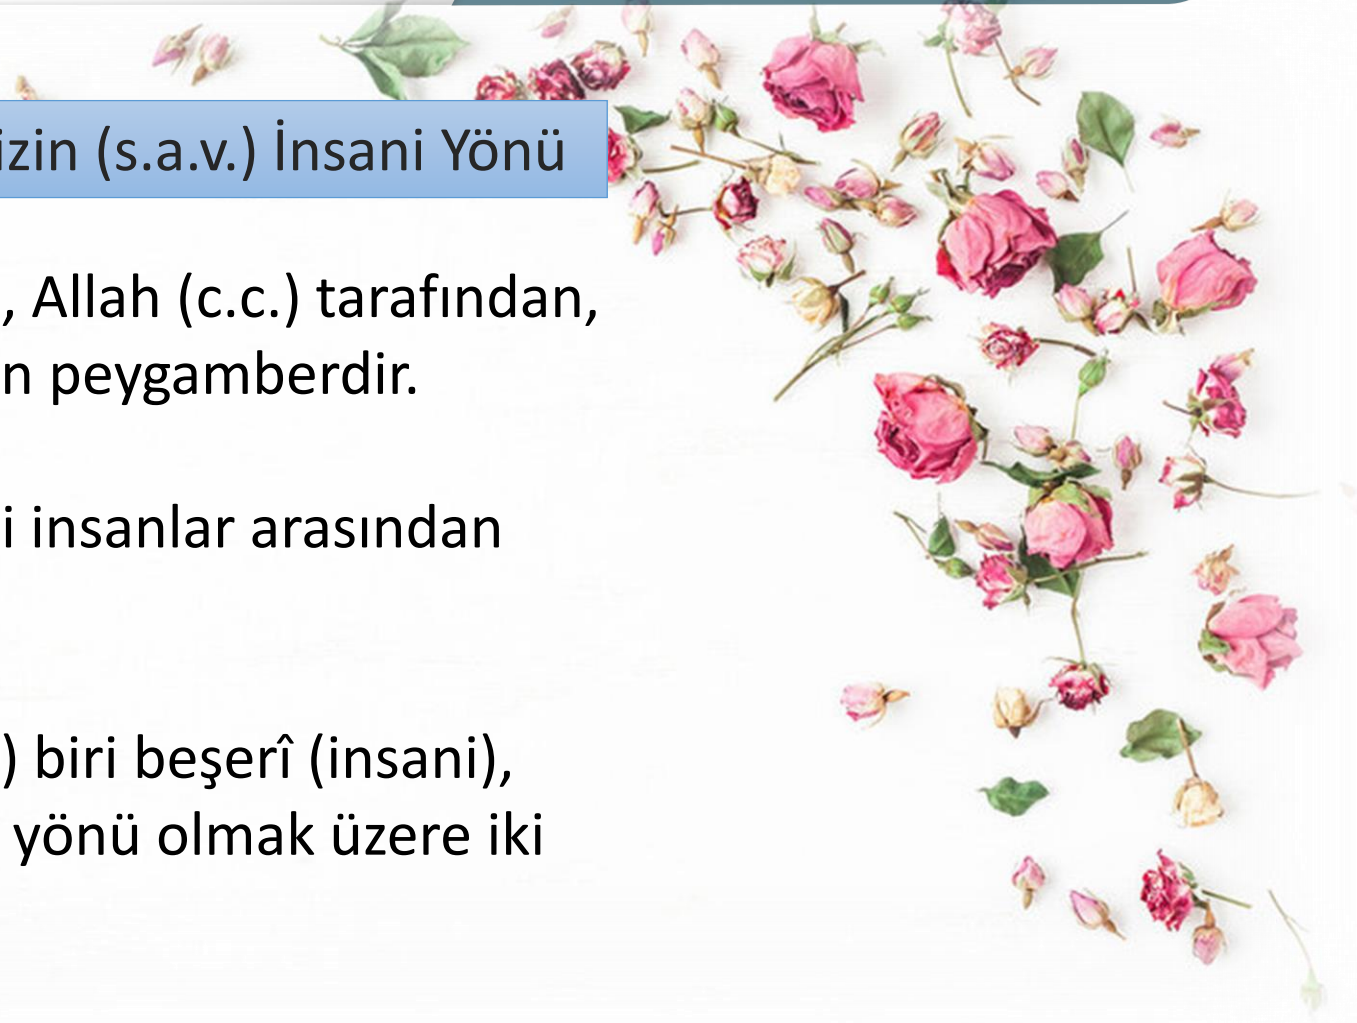 izin (s.a.v.) İnsani Yönü
, Allah (c.c.) tarafından,
n peygamberdir.
i insanlar arasından
) biri beşerî (insani),
yönü olmak üzere iki